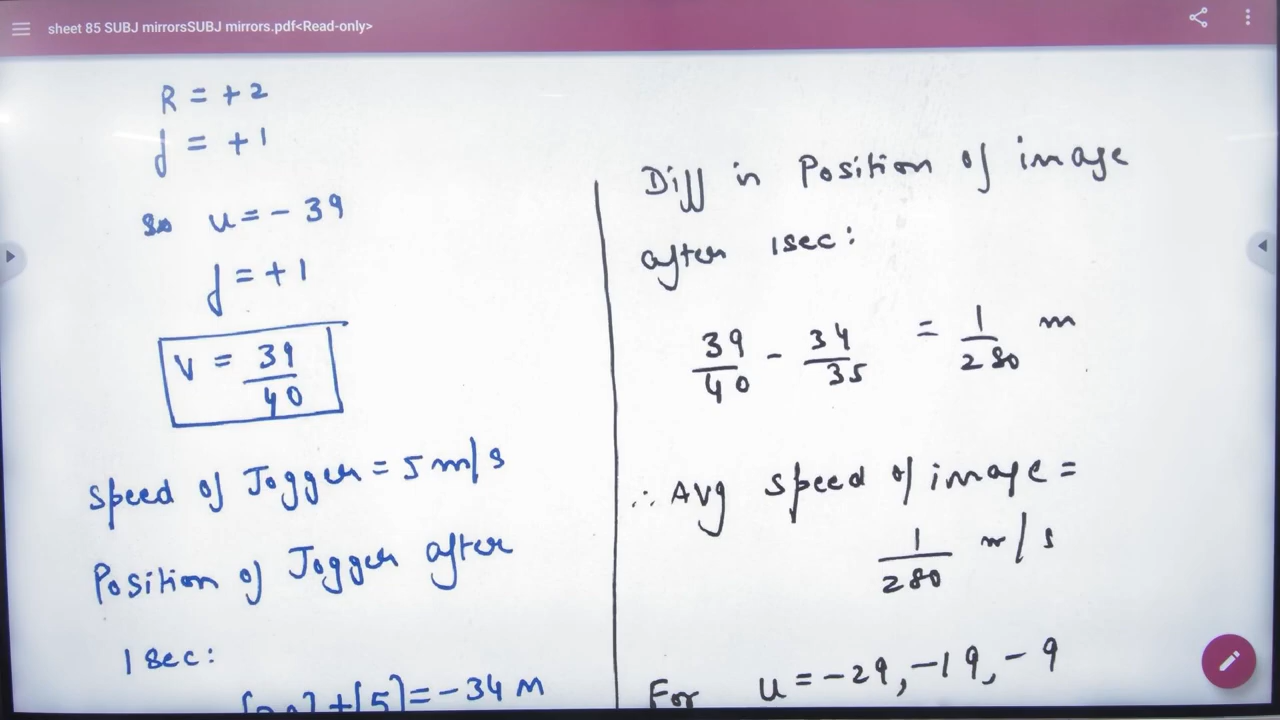 sheet 85 SUBJ mirrorsSUBJ mirrors.pdf<Read-only>
R = +2
f = +1
so u = - 39
f = +1
V = 39/40
Speed of Jogger = 5 m/s
Position of Jogger after
1 sec:
+[5] = -34 M
Diff in Position of image
after 1sec:
39/40 - 34/35 = 1/280 m
∴ Avg speed of image =
1/280 m/s
For u = -29, -19, - 9